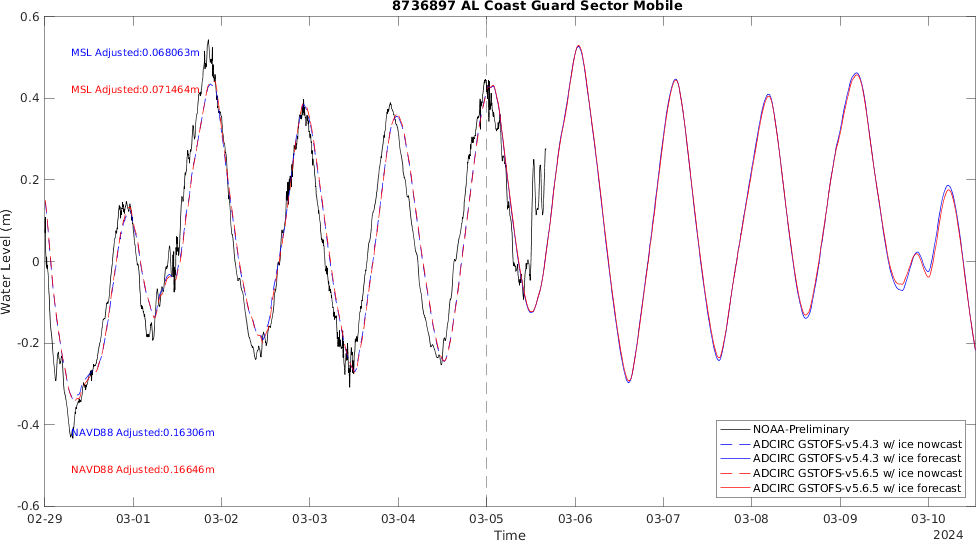 8736897 AL Coast Guard Sector Mobile
0.6
0.4
0.2
0
-0.2
-0.4
-0.6
Water Level (m)
MSL Adjusted:0.068063m
MSL Adjusted:0.071464m
NAVD88 Adjusted:0.16306m
NAVD88 Adjusted:0.16646m
NOAA-Preliminary
ADCIRC GSTOFS-v5.4.3 w/ ice nowcast
ADCIRC GSTOFS-v5.4.3 w/ ice forecast
ADCIRC GSTOFS-v5.6.5 w/ ice nowcast
ADCIRC GSTOFS-v5.6.5 w/ ice forecast
02-29 03-01 03-02 03-03 03-04 03-05 03-06 03-07 03-08 03-09 03-10
Time
2024